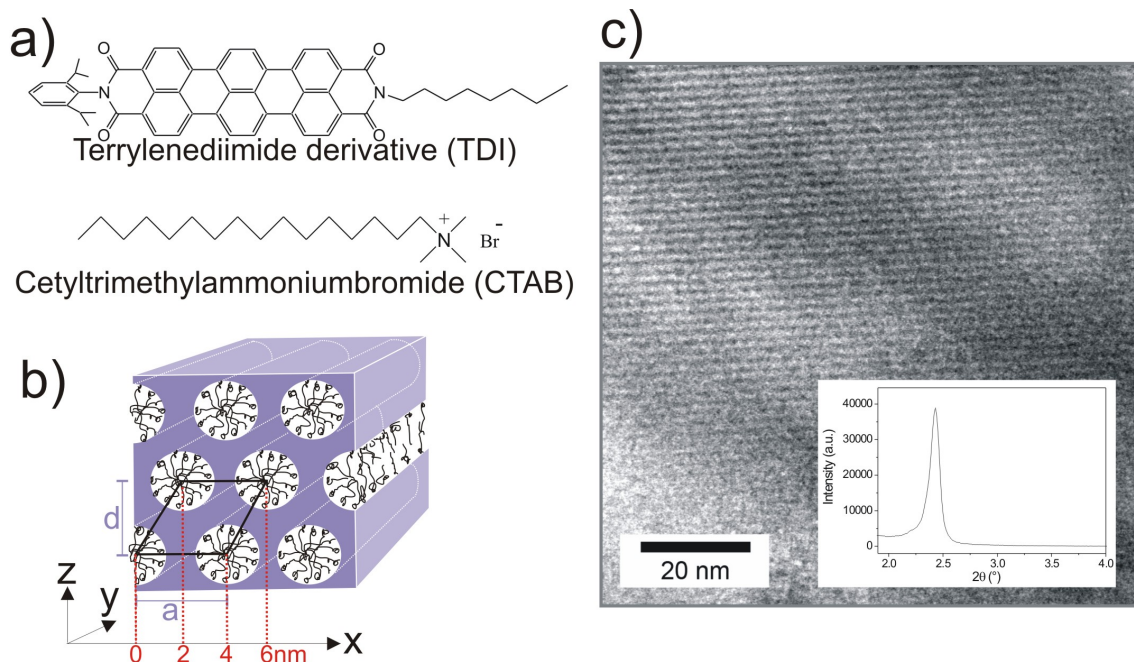 a)
O O
N N
O O
Terrylenediimide derivative (TDI)
+
N Br-
Cetyltrimethylammoniumbromide (CTAB)
b)
d
z
y
a
x
0 2 4 6nm
c)
20 nm
Intensity (a.u.)
40000
30000
20000
10000
0
2.0 2.5 3.0 3.5 4.0
2θ (°)